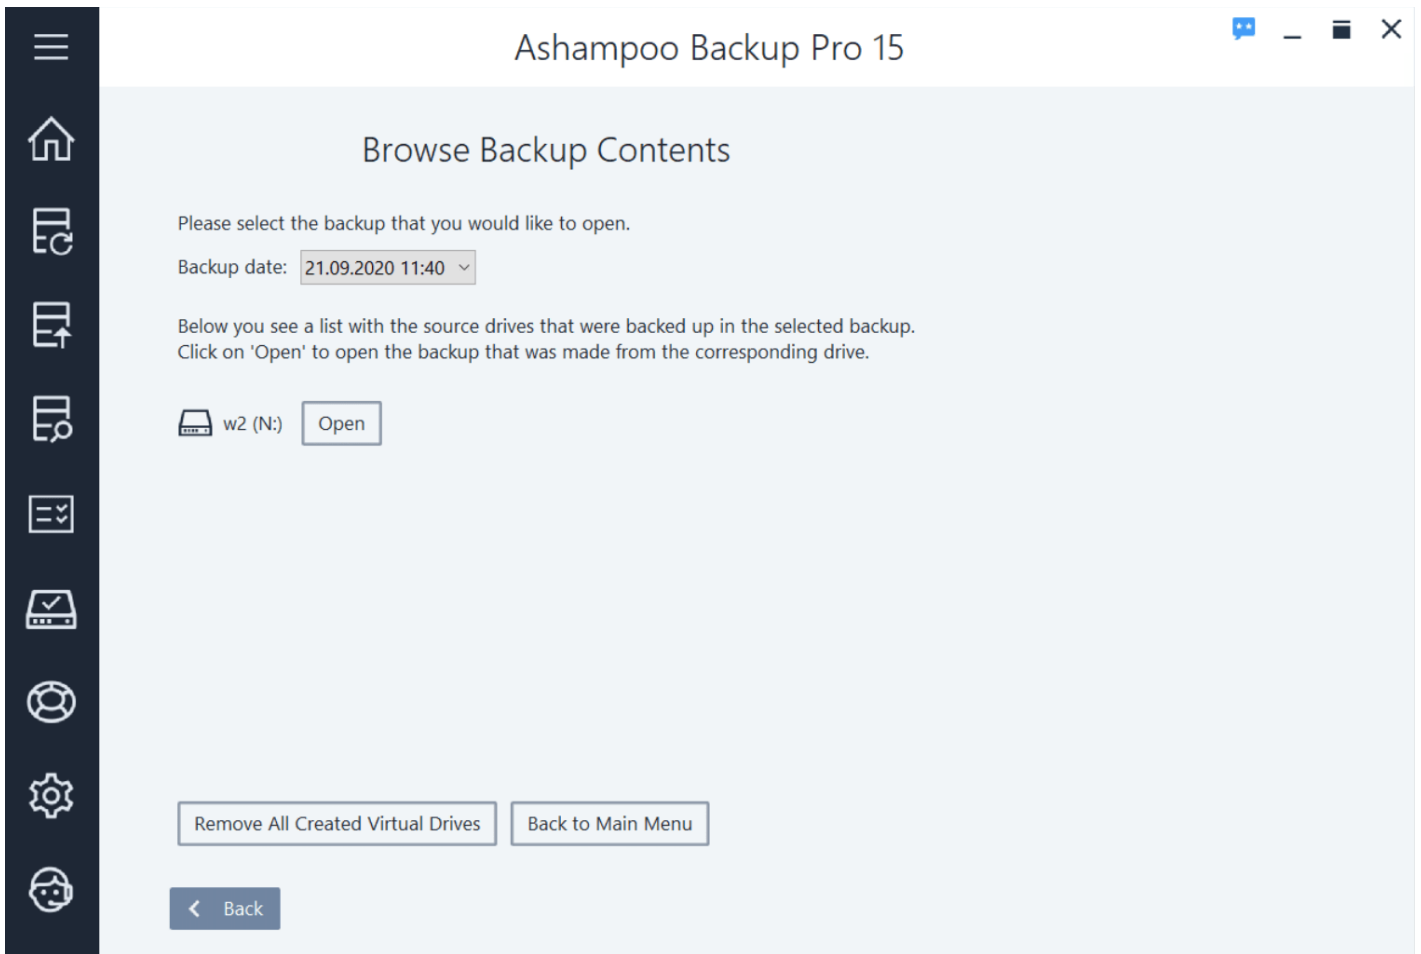 Ashampoo Backup Pro 15
Browse Backup Contents
Please select the backup that you would like to open.
Backup date: 21.09.2020 11:40
Below you see a list with the source drives that were backed up in the selected backup.
Click on 'Open' to open the backup that was made from the corresponding drive.
w2 (N:) Open
Remove All Created Virtual Drives Back to Main Menu
Back